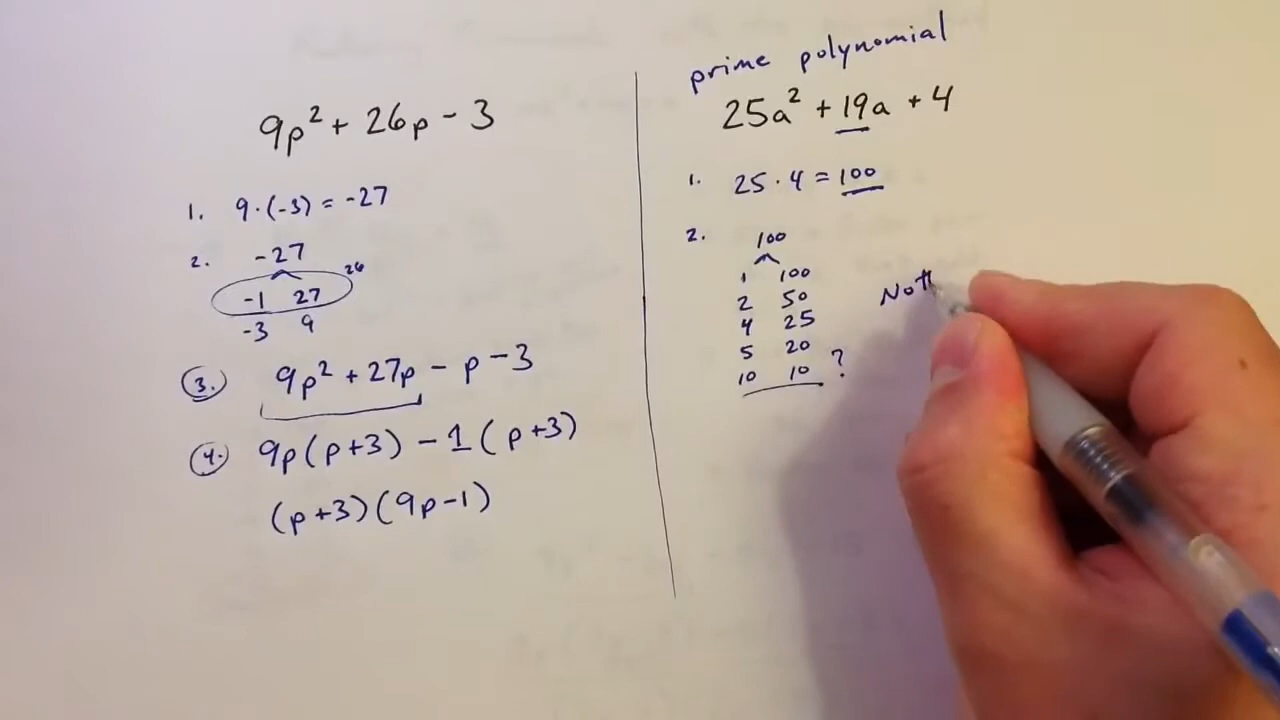 9p² + 26p - 3
1. 9·(-3) = -27
2. -27
26
-1 27
-3 9
3. 9p² + 27p - p - 3
4. 9p(p+3) - 1(p+3)
(p+3)(9p-1)
prime polynomial
25a² + 19a + 4
1. 25·4 = 100
2. 100
1 100
2 50
4 25
5 20
10 10 ?